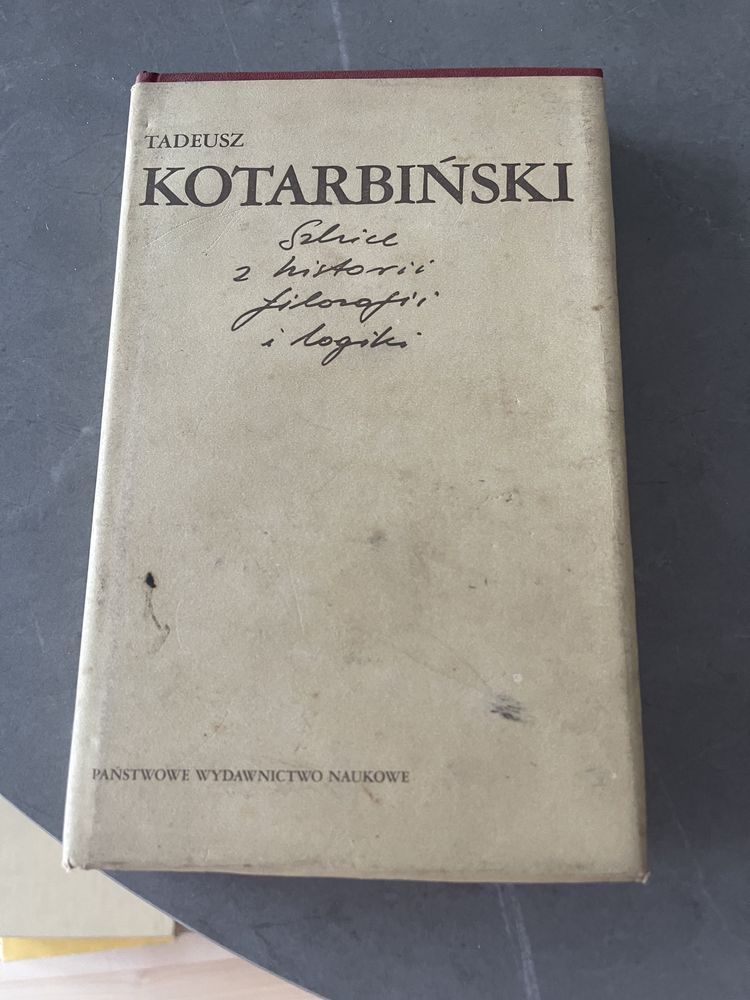 TADEUSZ
KOTARBIŃSKI
Szkice
z historii
filozofii
i logiki
PAŃSTWOWE WYDAWNICTWO NAUKOWE